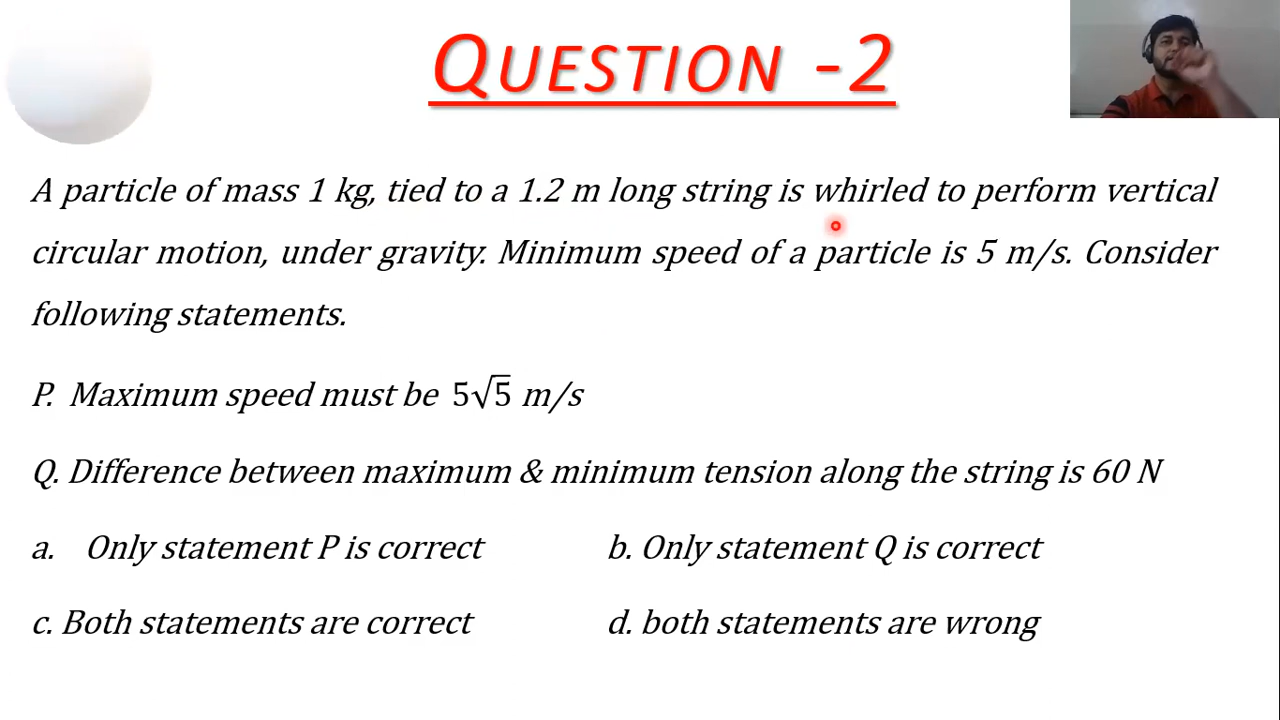 QUESTION -2
A particle of mass 1 kg, tied to a 1.2 m long string is whirled to perform vertical
circular motion, under gravity. Minimum speed of a particle is 5 m/s. Consider
following statements.
P. Maximum speed must be 5√5 m/s
Q. Difference between maximum & minimum tension along the string is 60 N
a. Only statement P is correct b. Only statement Q is correct
c. Both statements are correct d. both statements are wrong